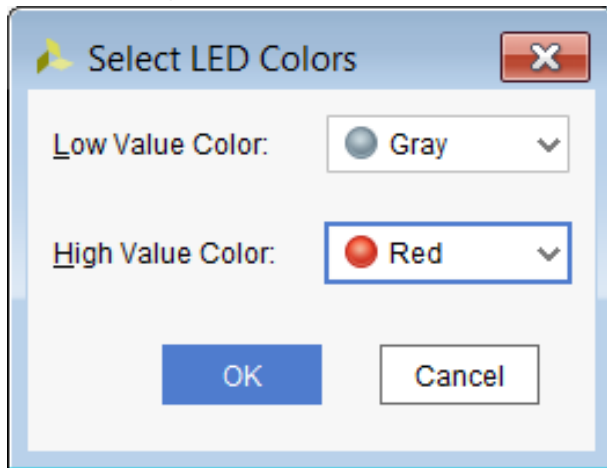 Select LED Colors
Low Value Color: Gray
High Value Color: Red
OK Cancel